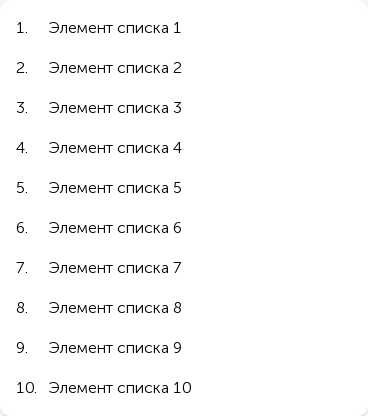 1. Элемент списка 1
2. Элемент списка 2
3. Элемент списка 3
4. Элемент списка 4
5. Элемент списка 5
6. Элемент списка 6
7. Элемент списка 7
8. Элемент списка 8
9. Элемент списка 9
10. Элемент списка 10